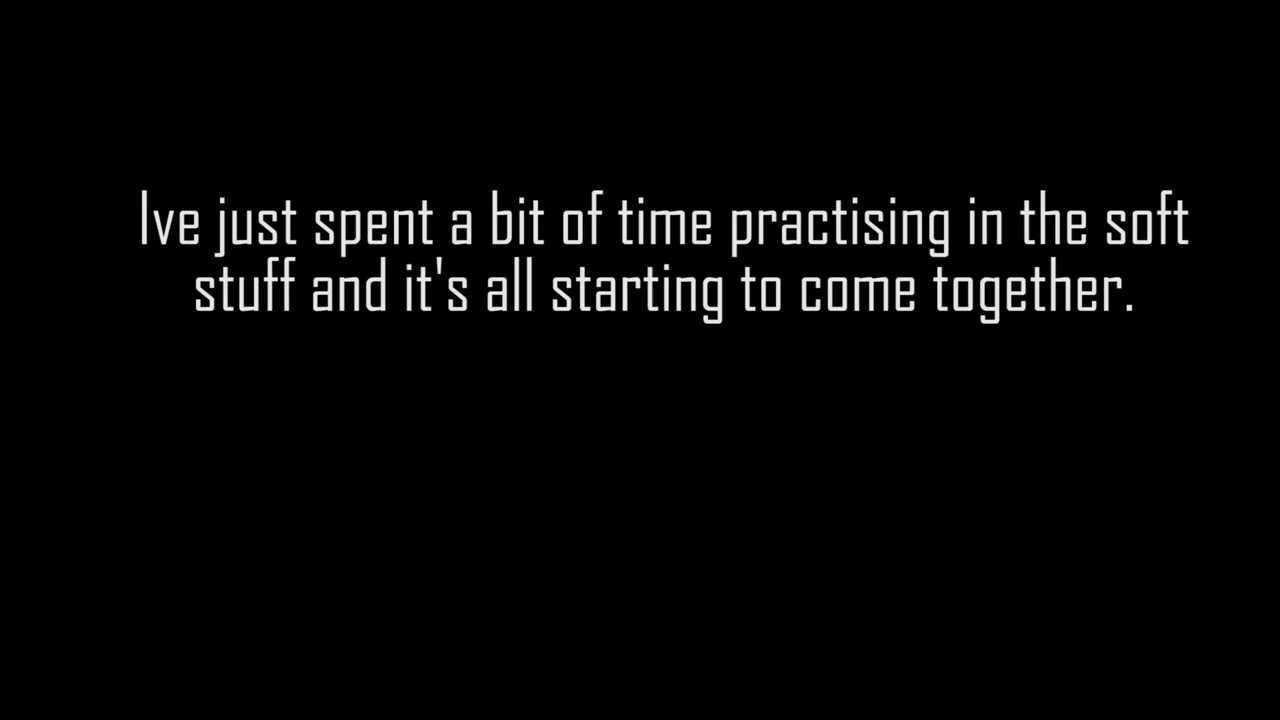 Ive just spent a bit of time practising in the soft
stuff and it's all starting to come together.